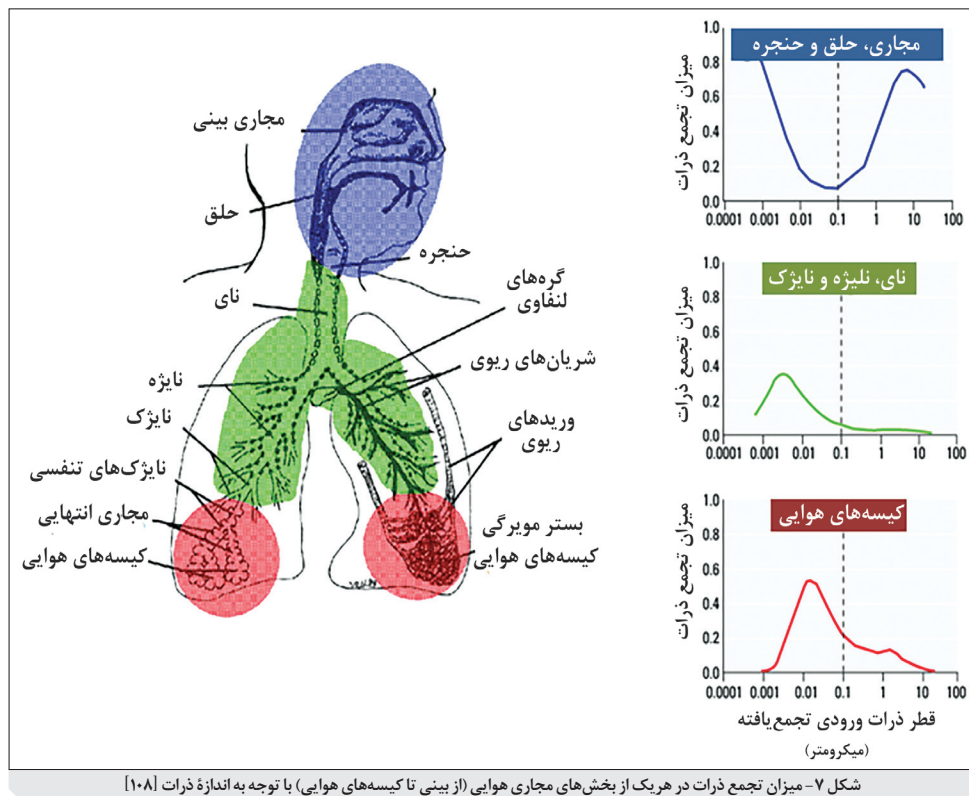 مجاری بینی
حلق
حنجره
نای
گره‌های
لنفاوی
شریان‌های ریوی
نایژه
نایژک
وریدهای
ریوی
نایژک‌های تنفسی
مجاری انتهایی
کیسه‌های هوایی
بستر مویرگی
کیسه‌های هوایی
مجاری، حلق و حنجره
میزان تجمع ذرات
1.0
0.8
0.6
0.4
0.2
0.0
0.0001 0.001 0.01 0.1 1 10 100
نای، نلیژه و نایژک
میزان تجمع ذرات
1.0
0.8
0.6
0.4
0.2
0.0
0.0001 0.001 0.01 0.1 1 10 100
کیسه‌های هوایی
میزان تجمع ذرات
1.0
0.8
0.6
0.4
0.2
0.0
0.0001 0.001 0.01 0.1 1 10 100
قطر ذرات ورودی تجمع‌یافته
(میکرومتر)
شکل ۷- میزان تجمع ذرات در هریک از بخش‌های مجاری هوایی (از بینی تا کیسه‌های هوایی) با توجه به اندازهٔ ذرات [۱۰۸]